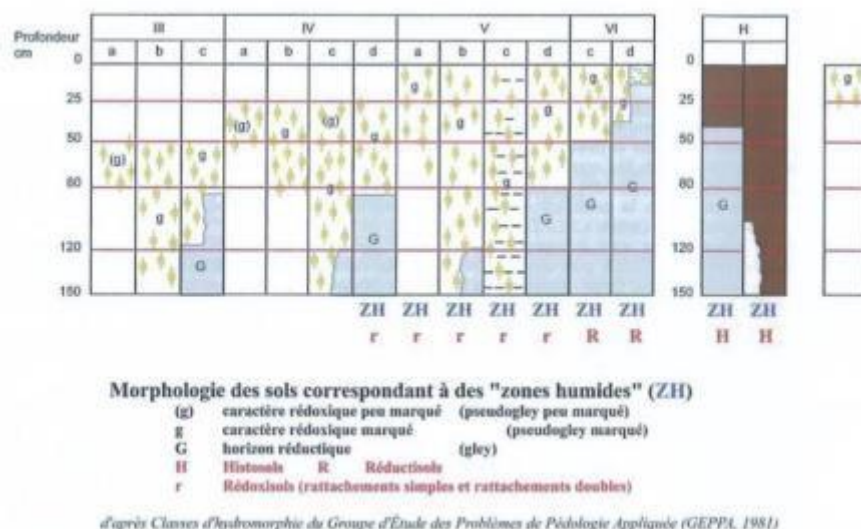 III IV V VI H
Profondeur
cm
a b c a b c d a b c d c d
0 0
g g g
25 25
(g) g (g) g g g
50 50
(g) g
80 g g 80
g G G G G
120 G 120
150 150
ZH ZH ZH ZH ZH ZH ZH ZH ZH
r r r r r R R H H
Morphologie des sols correspondant à des "zones humides" (ZH)
(g) caractère rédoxique peu marqué (pseudogley peu marqué)
g caractère rédoxique marqué (pseudogley marqué)
G horizon réductique (gley)
H Histosols R Réductisols
r Rédoxisols (rattachements simples et rattachements doubles)
d'après Classes d'hydromorphie du Groupe d'Étude des Problèmes de Pédologie Appliquée (GEPPA, 1981)